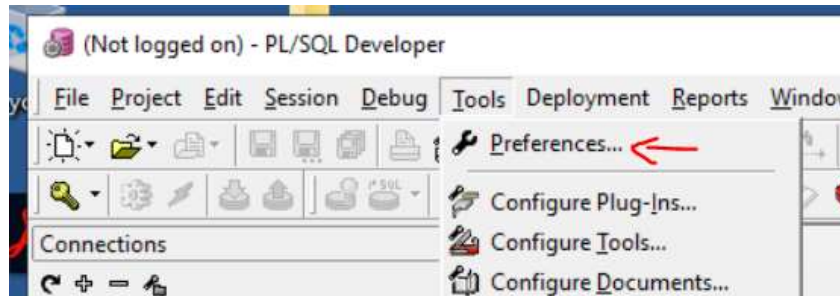 (Not logged on) - PL/SQL Developer
File Project Edit Session Debug Tools Deployment Reports Window
Preferences...
Configure Plug-Ins...
Connections
Configure Tools...
Configure Documents...